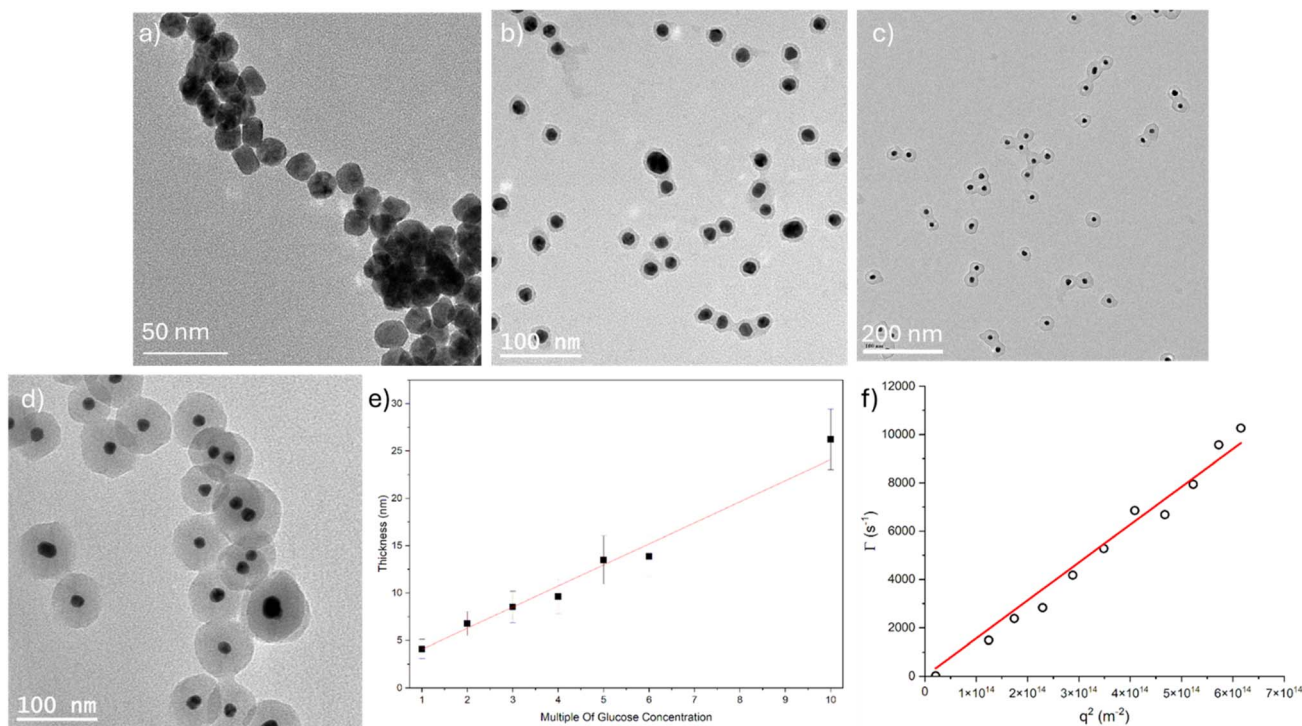 a)
50 nm
b)
100 nm
c)
200 nm
d)
100 nm
e)
Thickness (nm)
30
25
20
15
10
5
0
1 2 3 4 5 6 7 8 9 10
Multiple Of Glucose Concentration
f)
Γ (s⁻¹)
12000
10000
8000
6000
4000
2000
0
0 1×10¹⁴ 2×10¹⁴ 3×10¹⁴ 4×10¹⁴ 5×10¹⁴ 6×10¹⁴ 7×10¹⁴
q² (m⁻²)